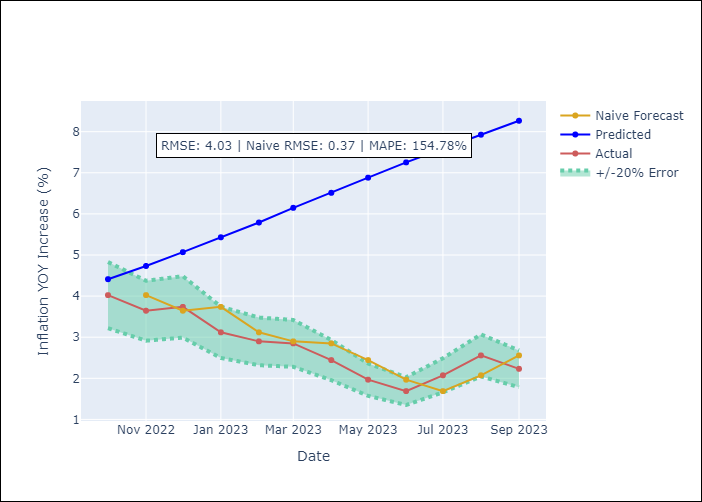 RMSE: 4.03 | Naive RMSE: 0.37 | MAPE: 154.78%
Naive Forecast
Predicted
Actual
+/-20% Error
Inflation YOY Increase (%)
8
7
6
5
4
3
2
1
Nov 2022
Jan 2023
Mar 2023
May 2023
Jul 2023
Sep 2023
Date